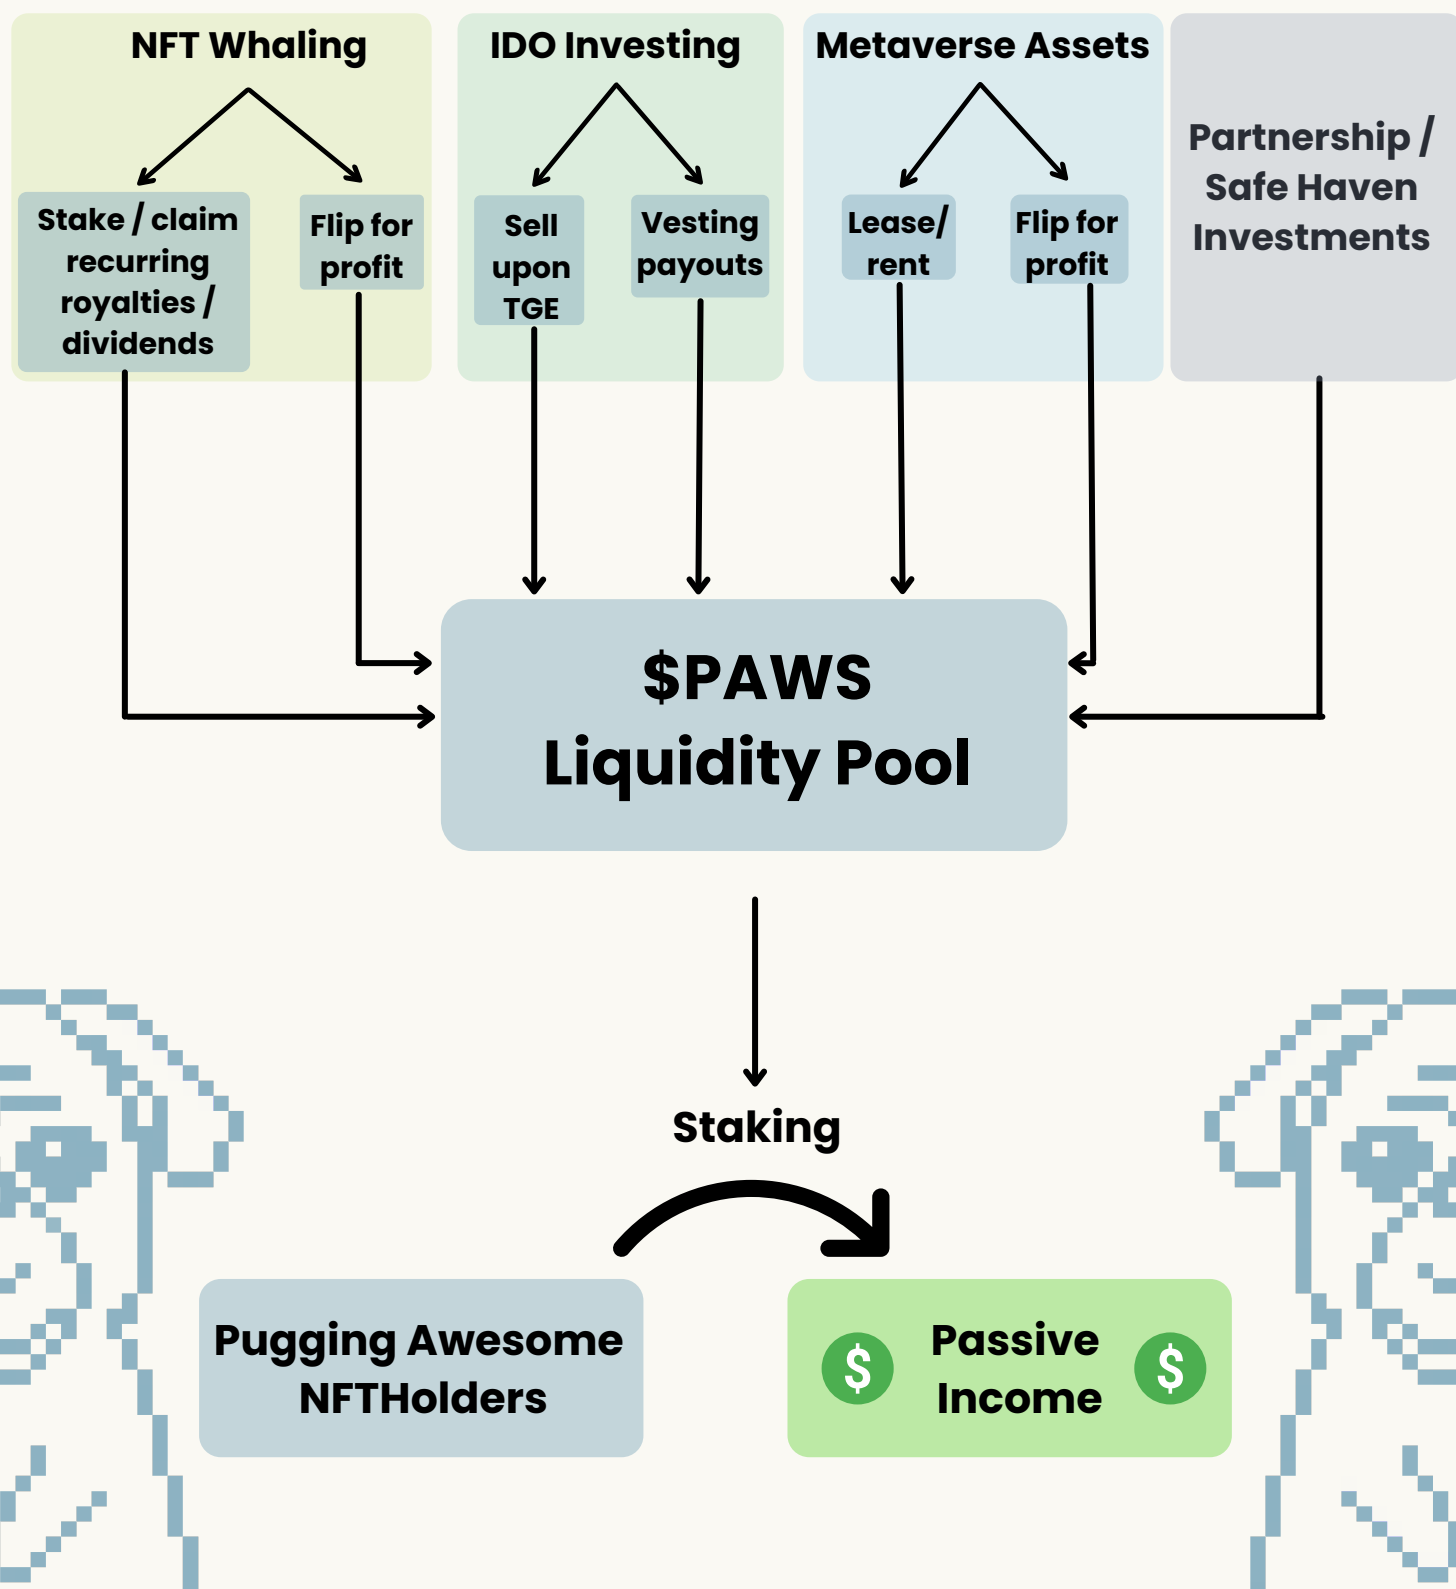 NFT Whaling
IDO Investing
Metaverse Assets
Partnership /
Safe Haven
Investments
Stake / claim
recurring
royalties /
dividends
Flip for
profit
Sell
upon
TGE
Vesting
payouts
Lease/
rent
Flip for
profit
$PAWS
Liquidity Pool
Staking
Pugging Awesome
NFTHolders
$
Passive
Income
$